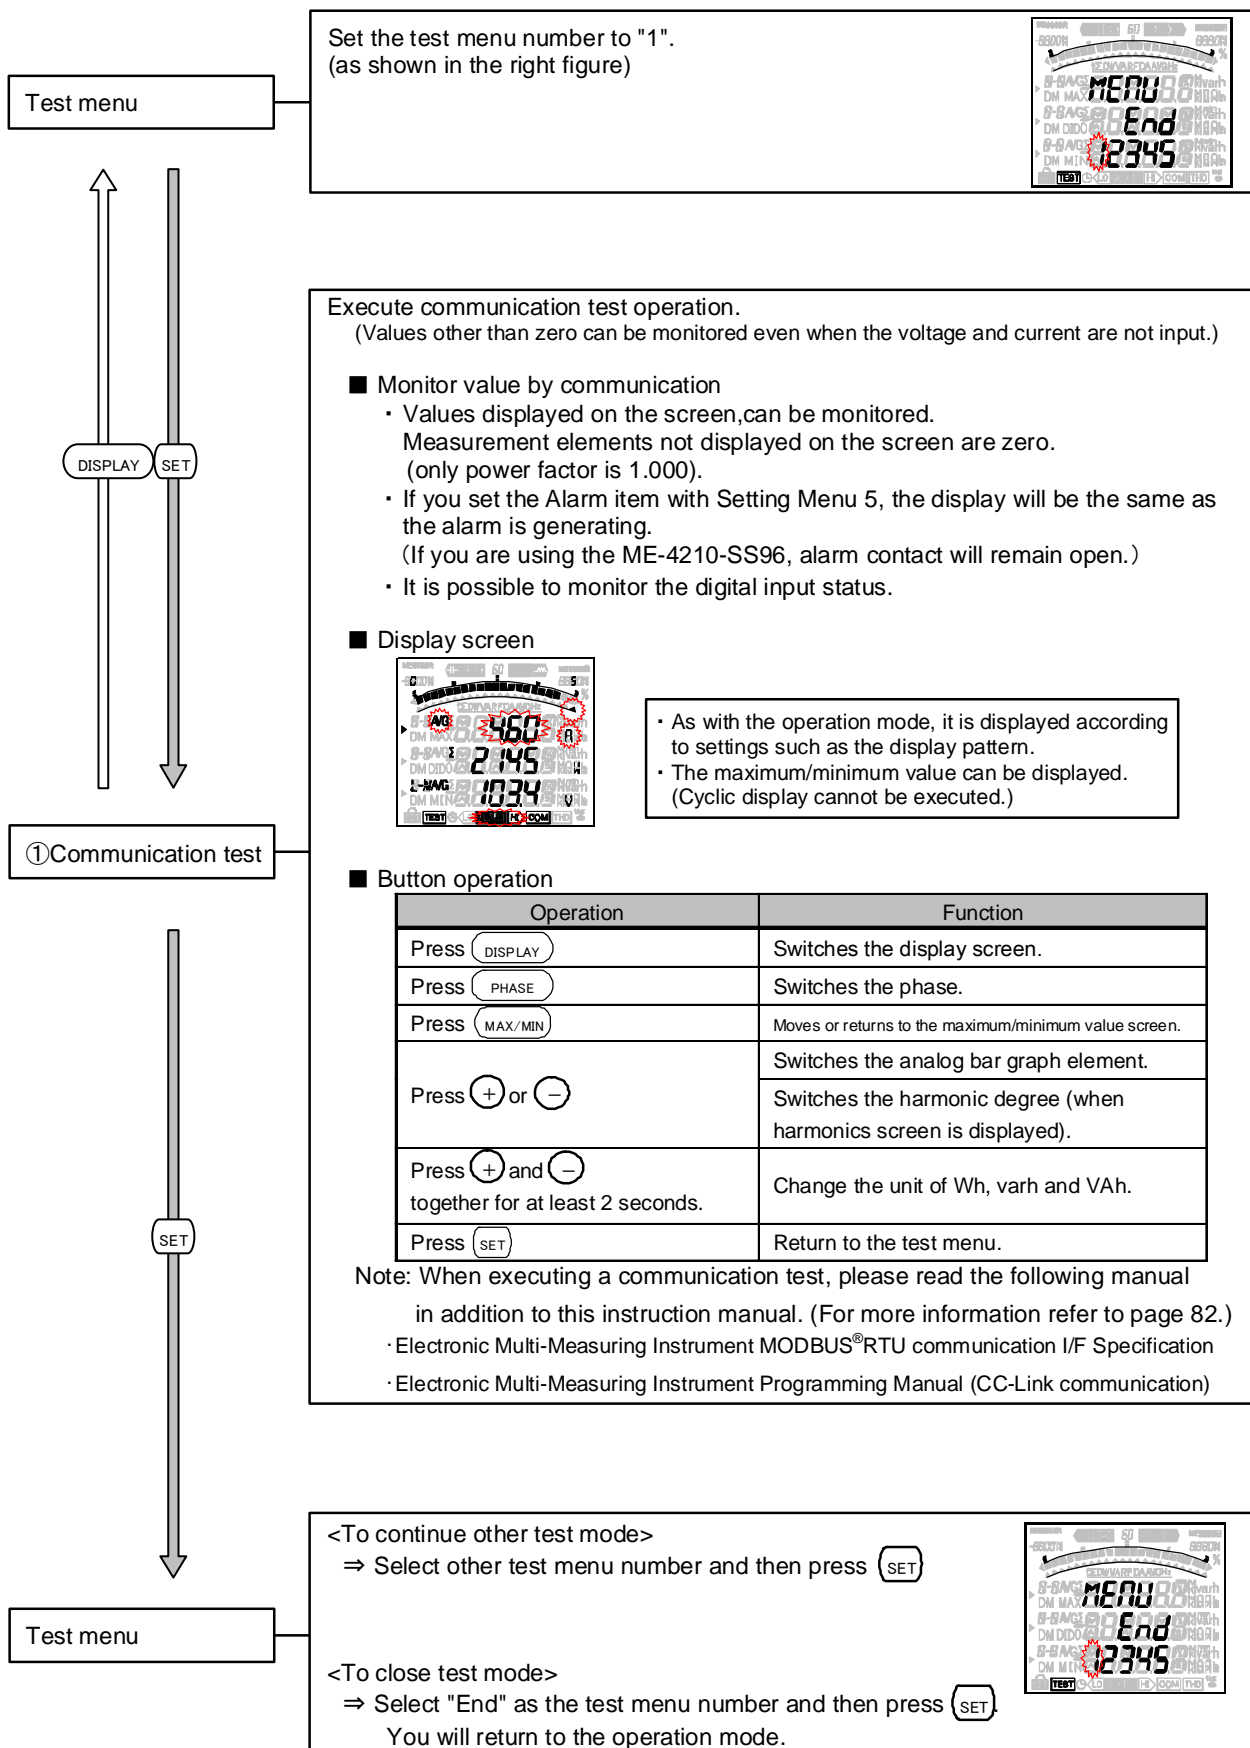 Set the test menu number to "1".
(as shown in the right figure)
Test menu
MENU
End
12345
TEST
Execute communication test operation.
(Values other than zero can be monitored even when the voltage and current are not input.)
■ Monitor value by communication
・Values displayed on the screen,can be monitored.
Measurement elements not displayed on the screen are zero.
(only power factor is 1.000).
・If you set the Alarm item with Setting Menu 5, the display will be the same as
the alarm is generating.
(If you are using the ME-4210-SS96, alarm contact will remain open.)
・It is possible to monitor the digital input status.
DISPLAY
SET
■ Display screen
AVG 460 A
2145 W
103.4 V
TEST HI COM
・As with the operation mode, it is displayed according
to settings such as the display pattern.
・The maximum/minimum value can be displayed.
(Cyclic display cannot be executed.)
①Communication test
■ Button operation
Operation Function
Press DISPLAY Switches the display screen.
Press PHASE Switches the phase.
Press MAX/MIN Moves or returns to the maximum/minimum value screen.
Press + or − Switches the analog bar graph element.
Switches the harmonic degree (when
harmonics screen is displayed).
Press + and −
together for at least 2 seconds. Change the unit of Wh, varh and VAh.
Press SET Return to the test menu.
SET
Note: When executing a communication test, please read the following manual
in addition to this instruction manual. (For more information refer to page 82.)
・Electronic Multi-Measuring Instrument MODBUS®RTU communication I/F Specification
・Electronic Multi-Measuring Instrument Programming Manual (CC-Link communication)
<To continue other test mode>
⇒ Select other test menu number and then press SET
Test menu
MENU
End
12345
TEST
<To close test mode>
⇒ Select "End" as the test menu number and then press SET.
You will return to the operation mode.